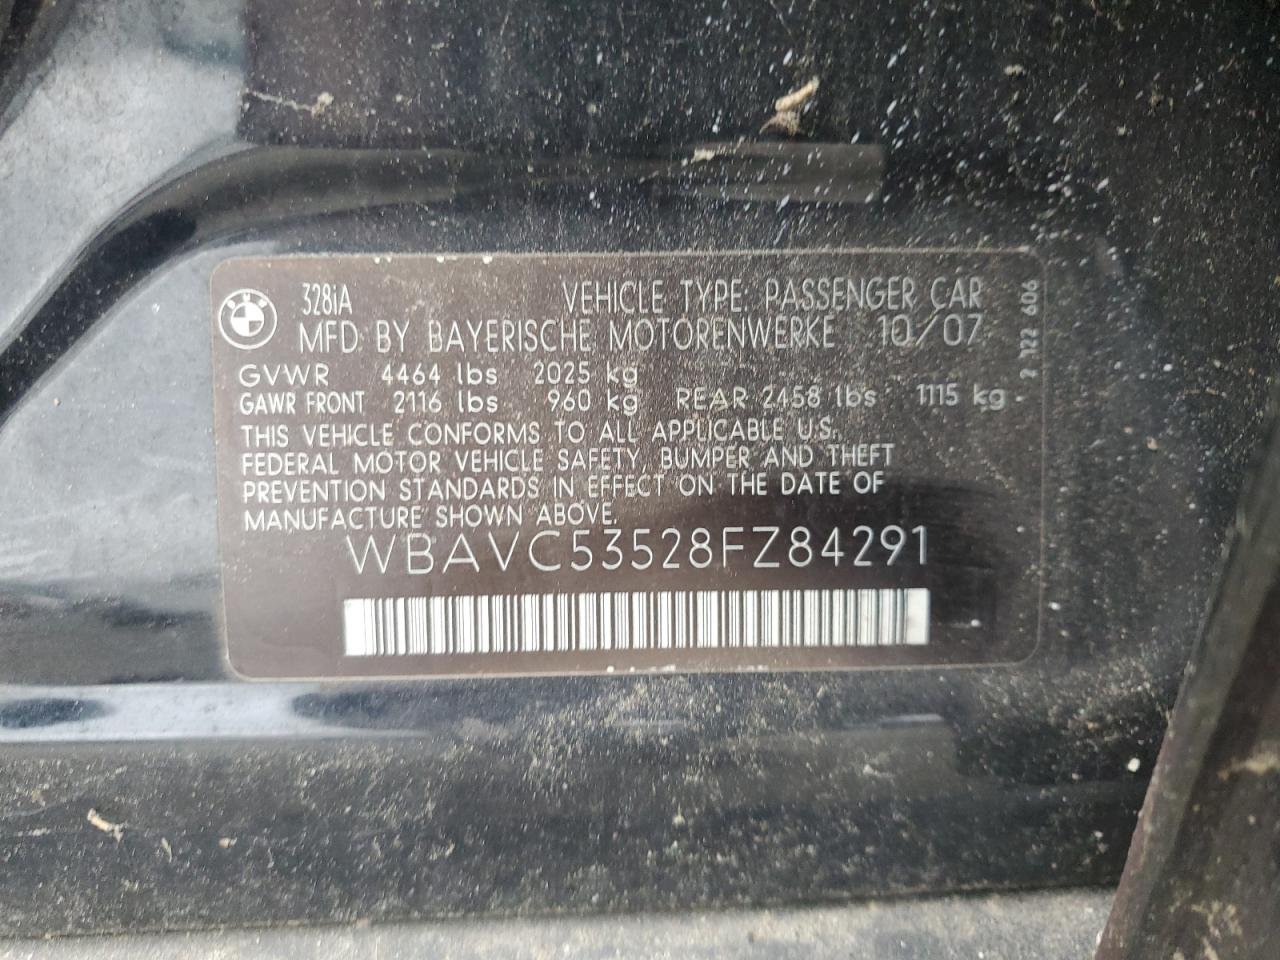 328iA VEHICLE TYPE PASSENGER CAR
MFD BY BAYERISCHE MOTORENWERKE 10/07
GVWR 4464 lbs 2025 kg
GAWR FRONT 2116 lbs 960 kg REAR 2458 lbs 1115 kg
THIS VEHICLE CONFORMS TO ALL APPLICABLE U.S.
FEDERAL MOTOR VEHICLE SAFETY, BUMPER AND THEFT
PREVENTION STANDARDS IN EFFECT ON THE DATE OF
MANUFACTURE SHOWN ABOVE.
WBAVC53528FZ84291
2 122 606